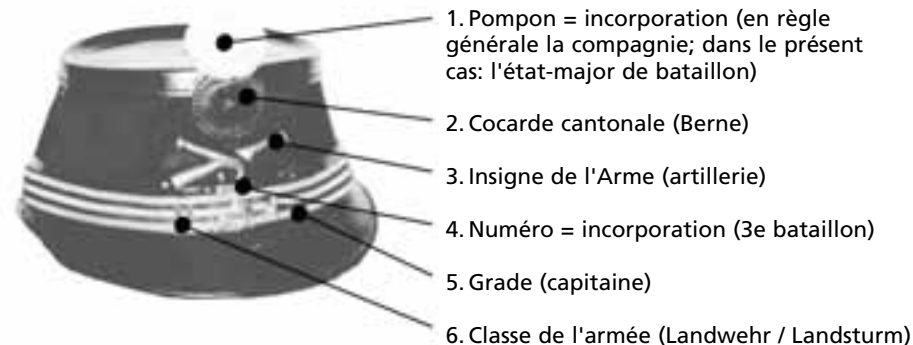 1. Pompon = incorporation (en règle
générale la compagnie; dans le présent
cas: l'état-major de bataillon)
2. Cocarde cantonale (Berne)
3. Insigne de l'Arme (artillerie)
4. Numéro = incorporation (3e bataillon)
5. Grade (capitaine)
6. Classe de l'armée (Landwehr / Landsturm)